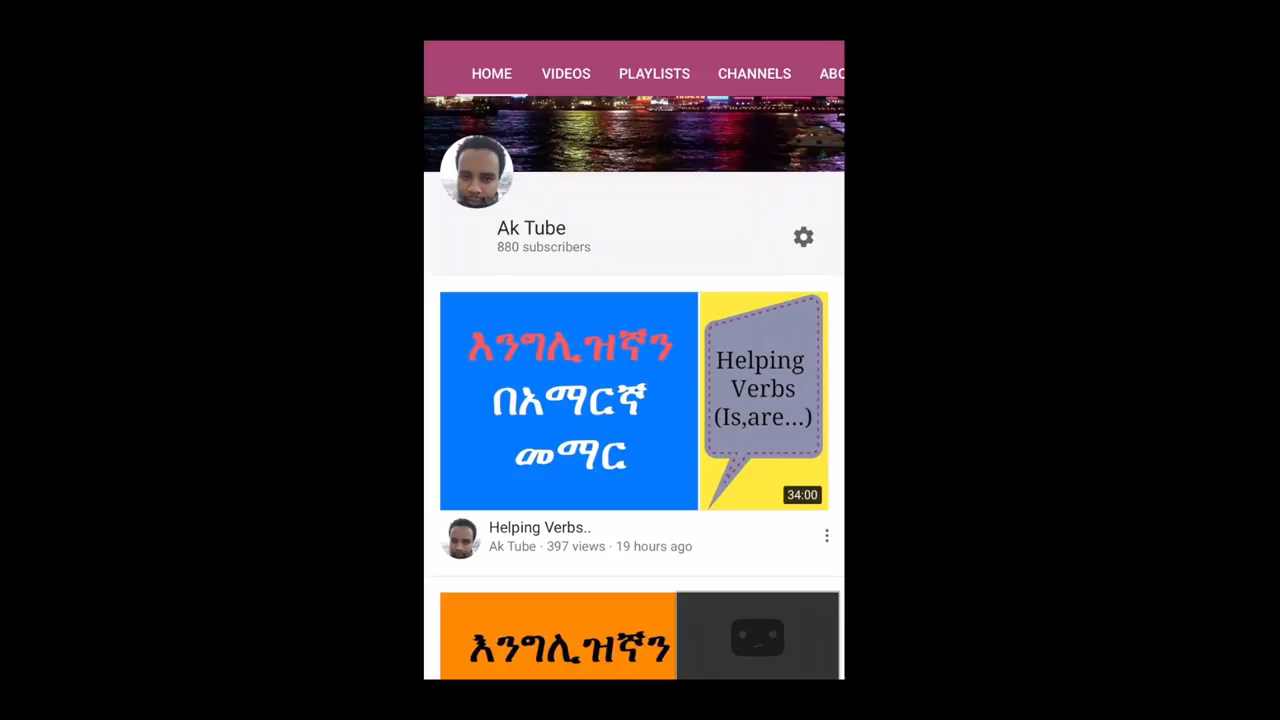 HOME VIDEOS PLAYLISTS CHANNELS ABO
Ak Tube
880 subscribers
እንግሊዝኛን
በአማርኛ
መማር
Helping
Verbs
(Is,are...)
34:00
Helping Verbs..
Ak Tube · 397 views · 19 hours ago
እንግሊዝኛን